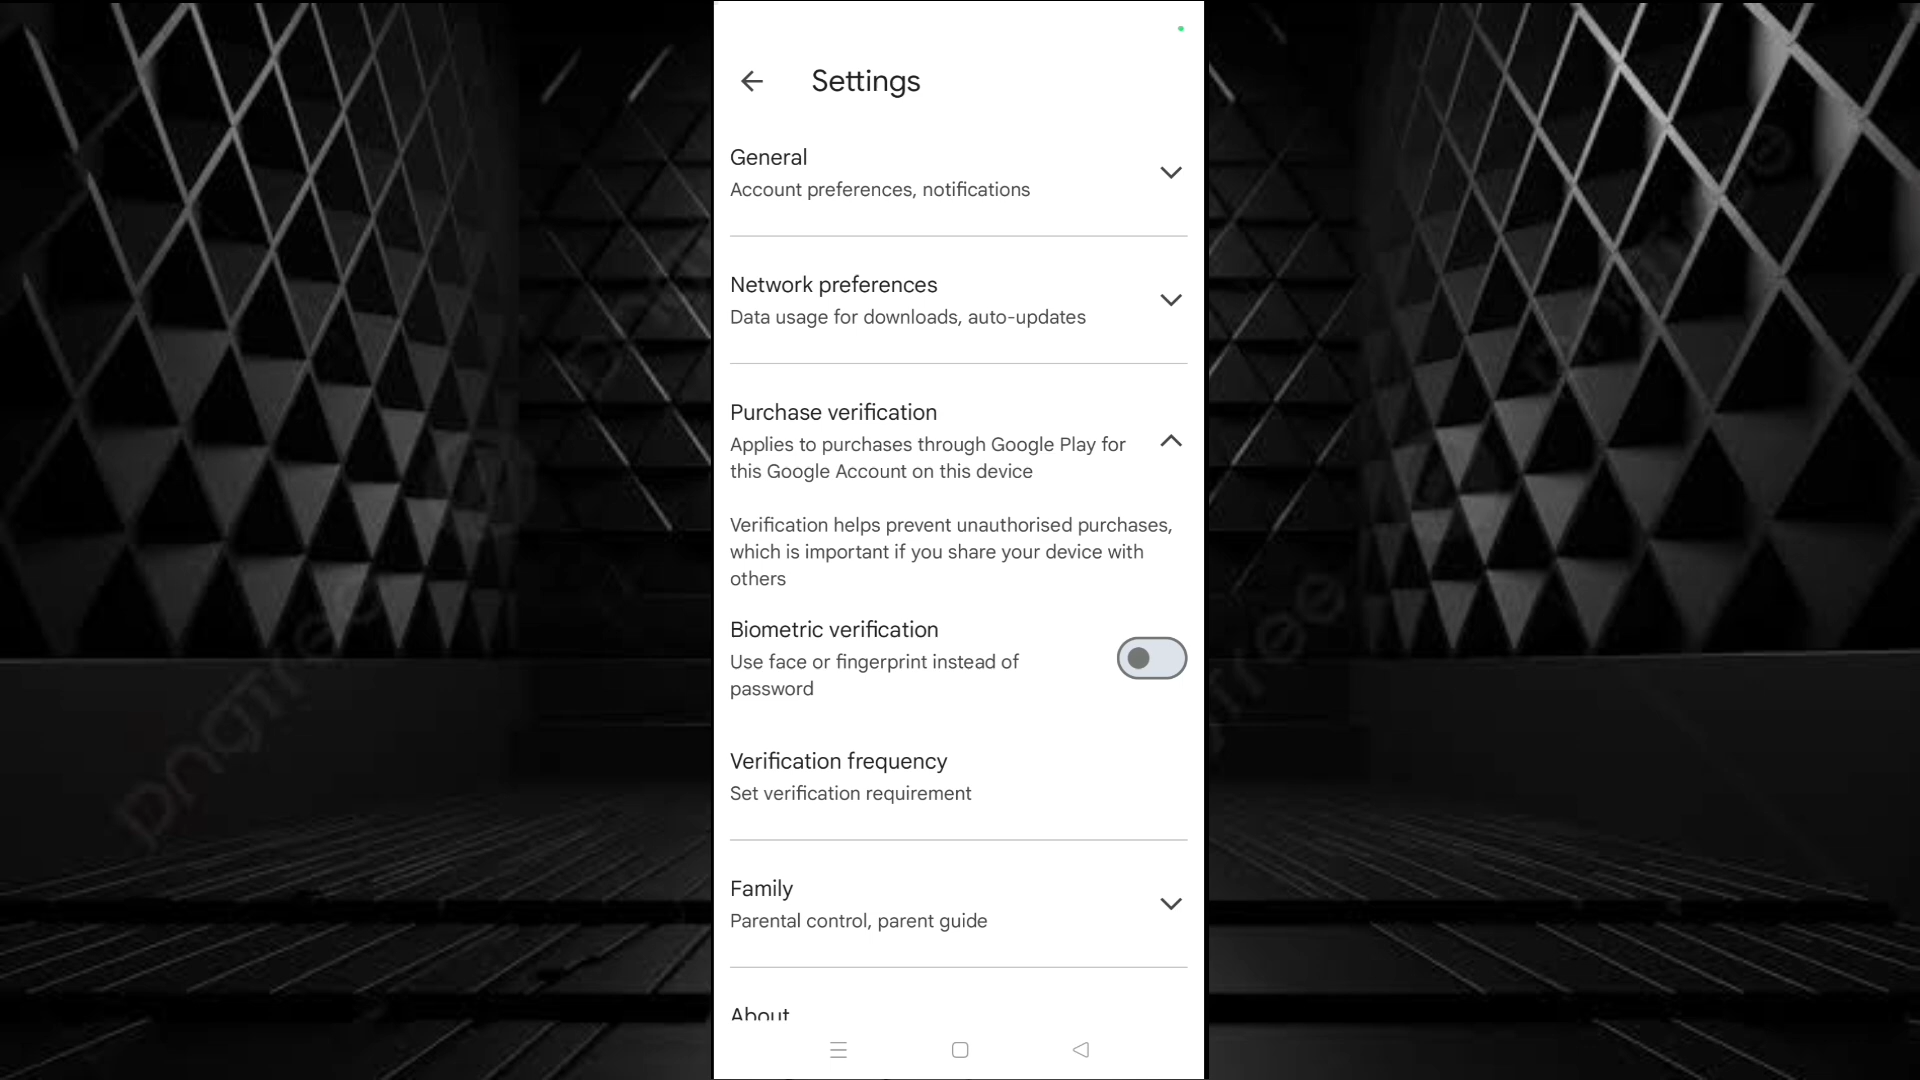 Settings
General
Account preferences, notifications
Network preferences
Data usage for downloads, auto-updates
Purchase verification
Applies to purchases through Google Play for
this Google Account on this device
Verification helps prevent unauthorised purchases,
which is important if you share your device with
others
Biometric verification
Use face or fingerprint instead of
password
Verification frequency
Set verification requirement
Family
Parental control, parent guide
About
pngtree